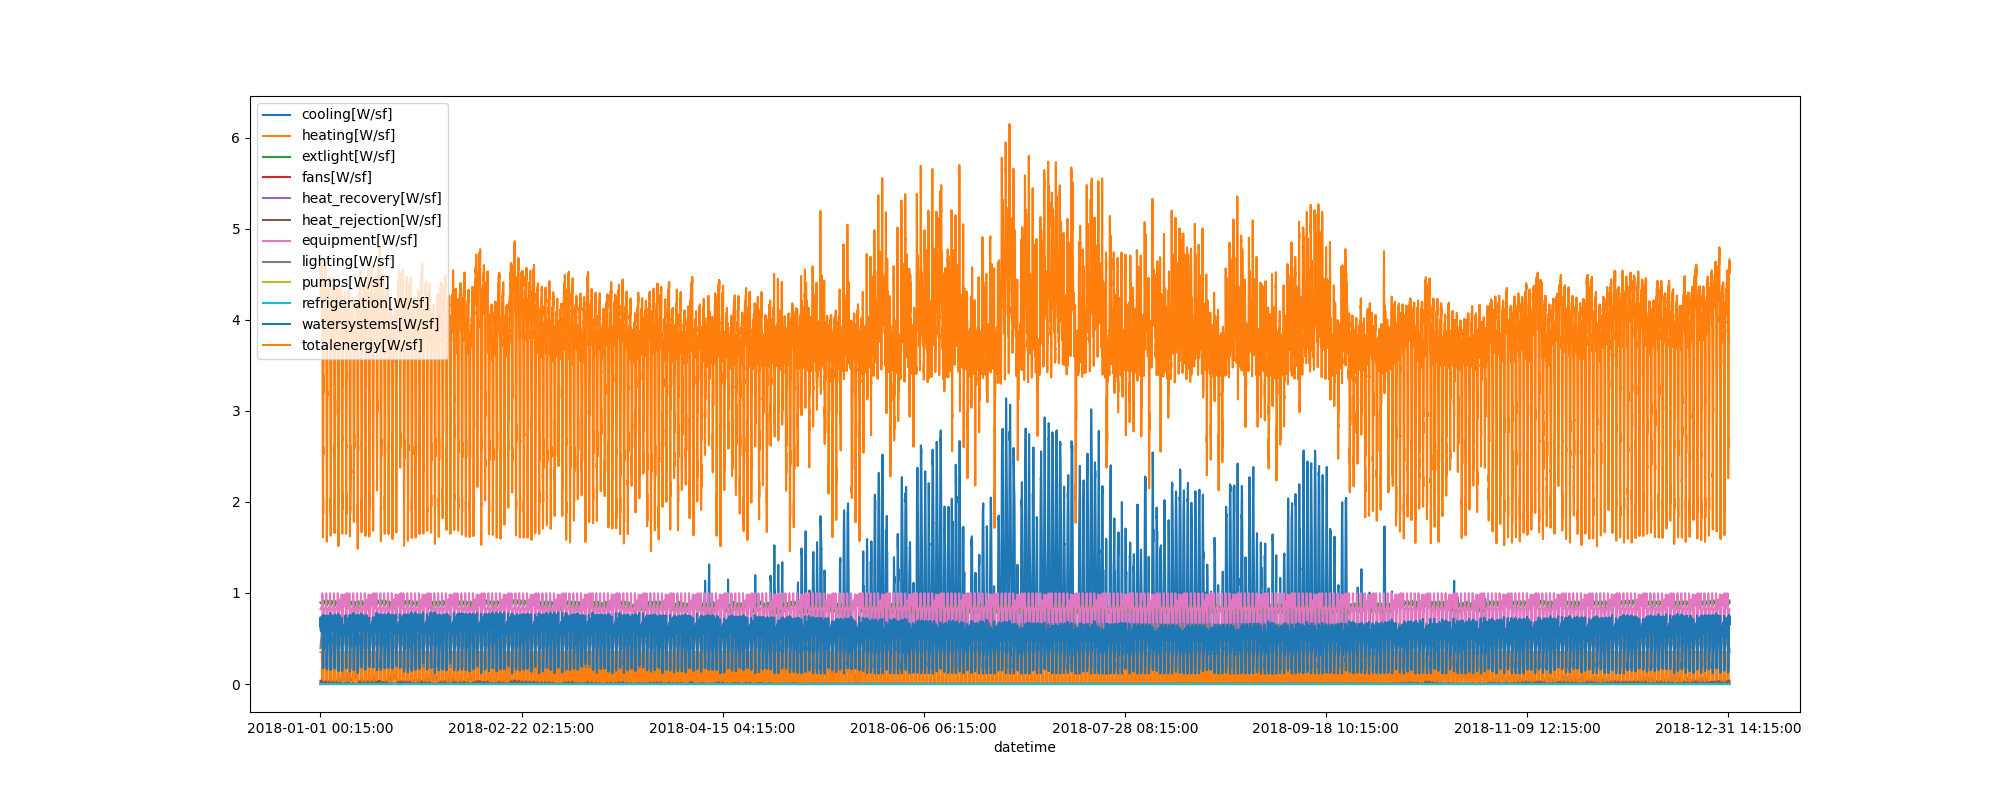 cooling[W/sf]
heating[W/sf]
extlight[W/sf]
fans[W/sf]
heat_recovery[W/sf]
heat_rejection[W/sf]
equipment[W/sf]
lighting[W/sf]
pumps[W/sf]
refrigeration[W/sf]
watersystems[W/sf]
totalenergy[W/sf]
6
5
4
3
2
1
0
2018-01-01 00:15:00 2018-02-22 02:15:00 2018-04-15 04:15:00 2018-06-06 06:15:00 2018-07-28 08:15:00 2018-09-18 10:15:00 2018-11-09 12:15:00 2018-12-31 14:15:00
datetime